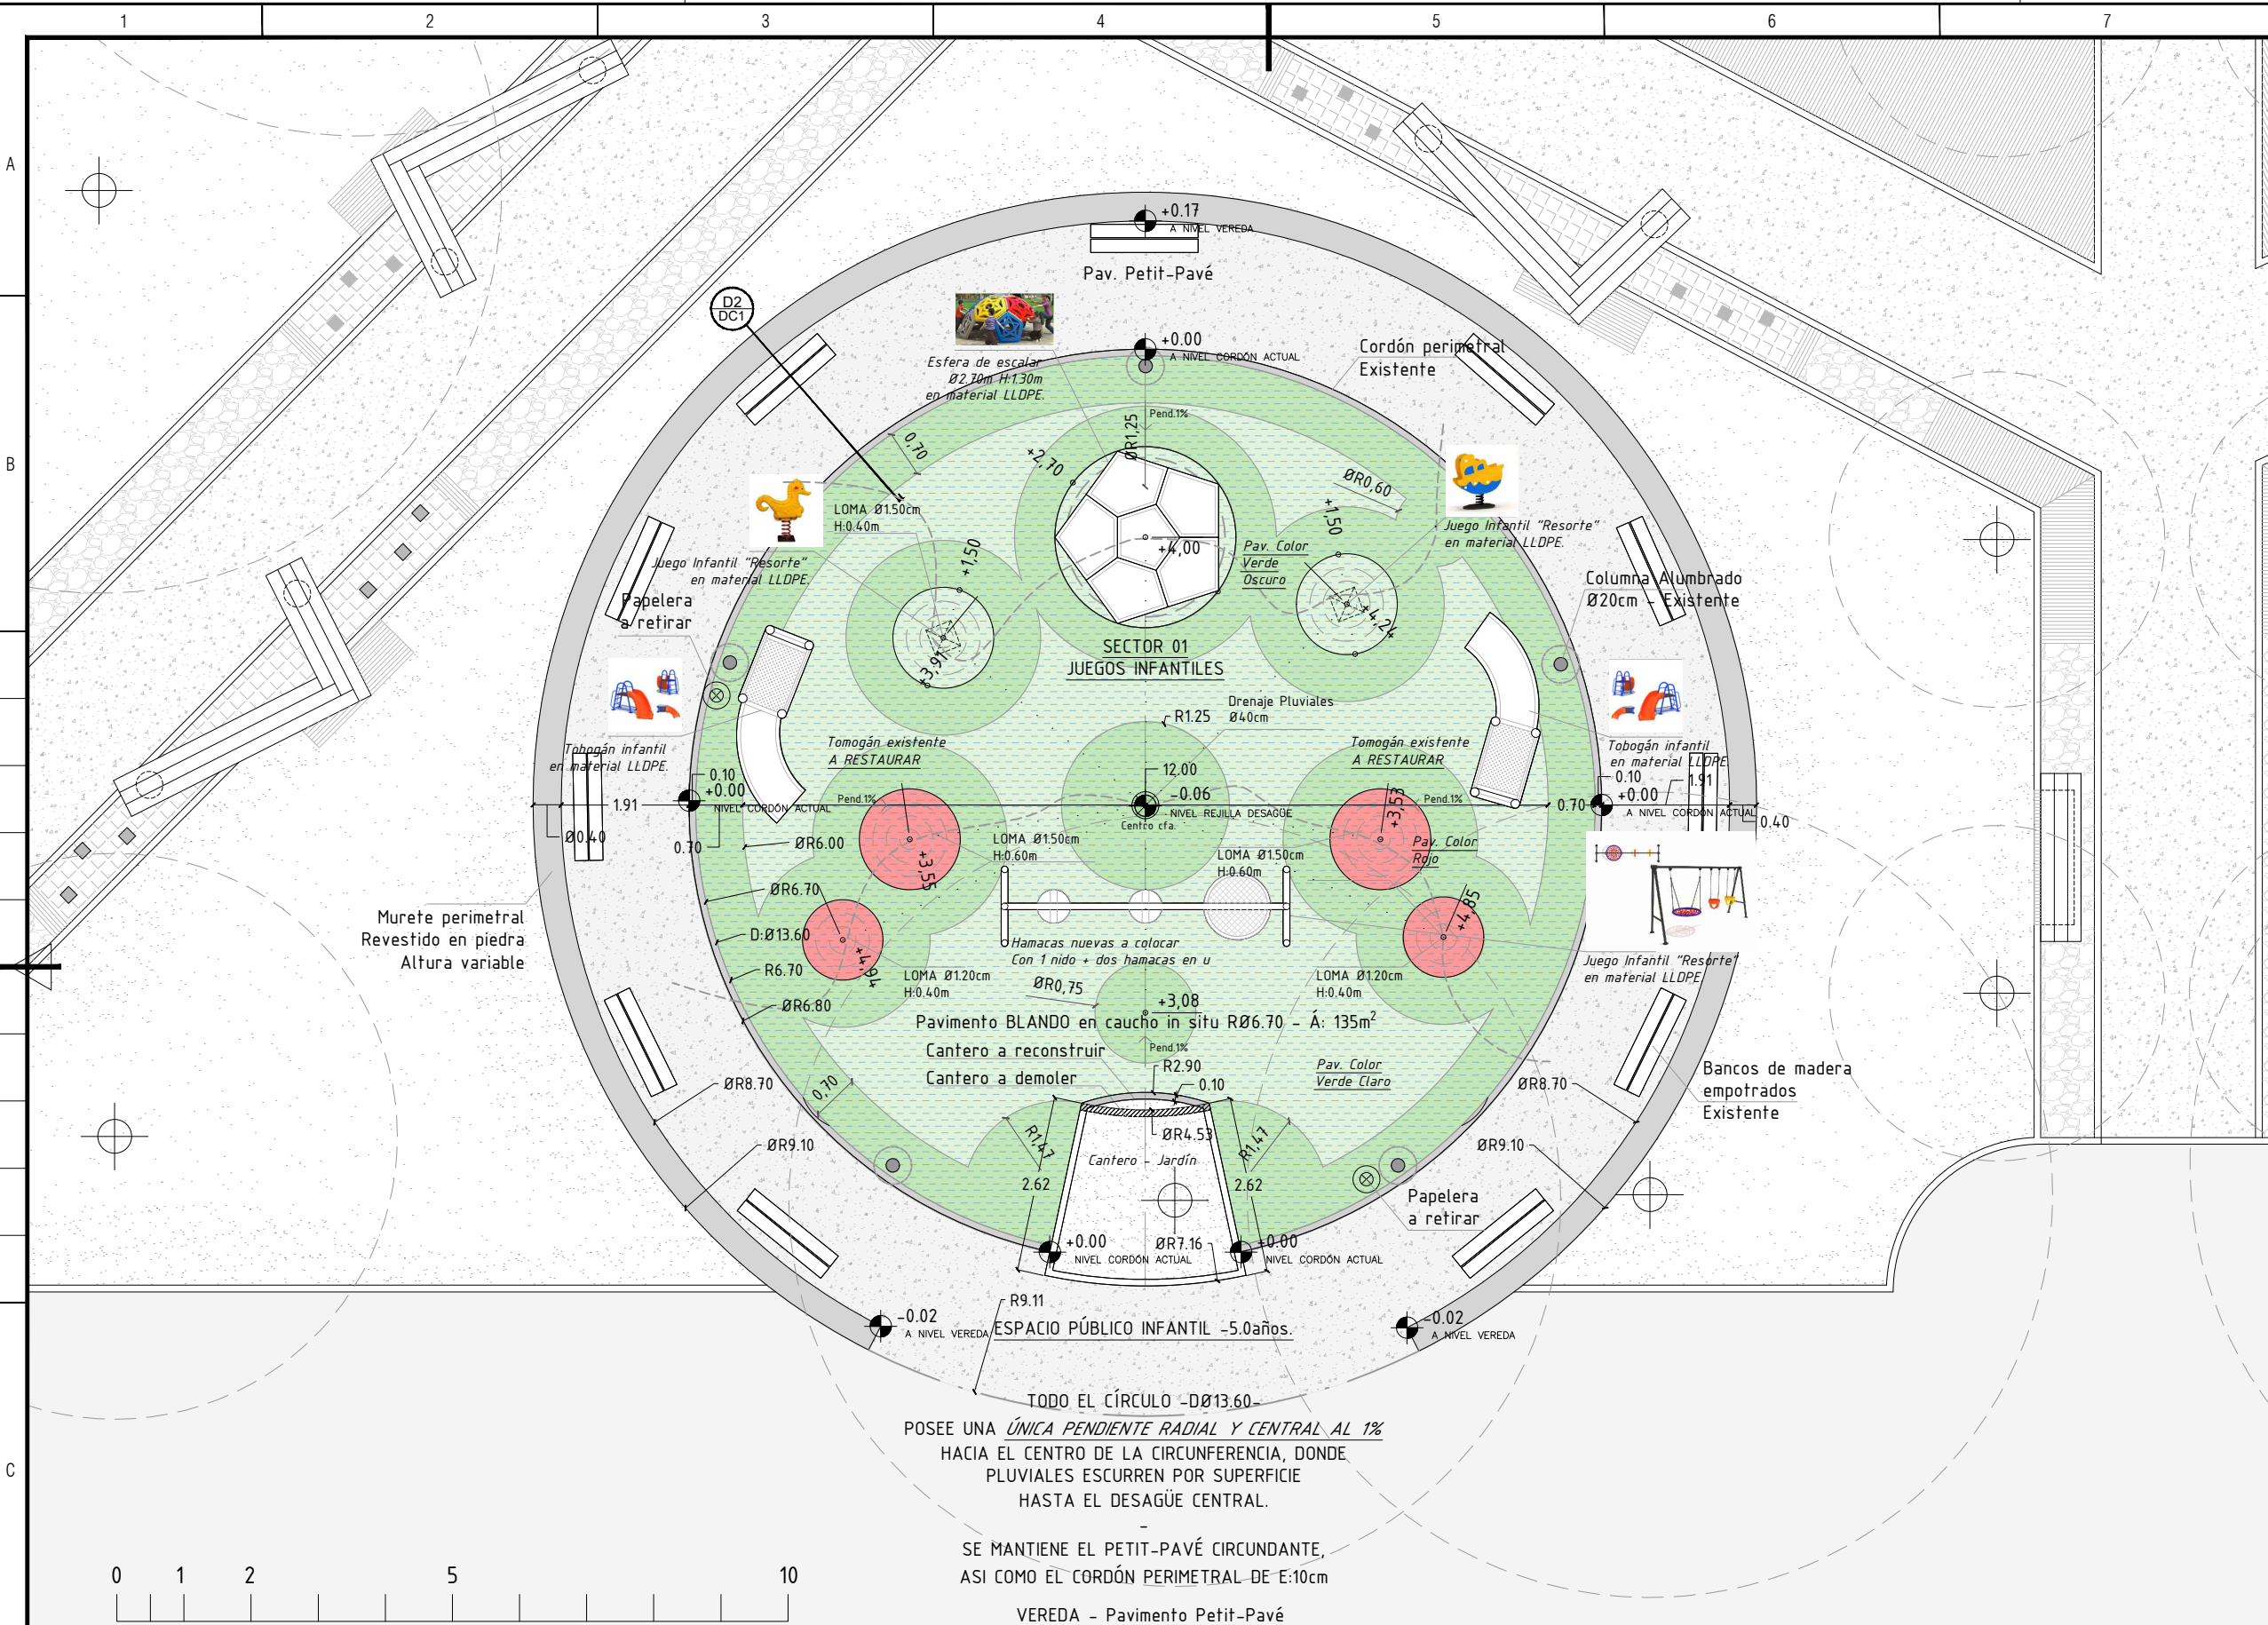 1
2
3
4
5
6
7
A
B
C
+0.17
A NIVEL VEREDA
Pav. Petit-Pavé
D2
DC1
+0.00
A NIVEL CORDÓN ACTUAL
Cordón perimetral
Existente
Esfera de escalar
Ø2.70m H:1.30m
en material LLDPE.
Pend.1%
ØR1,25
0,70
+2,70
ØR0,60
LOMA Ø1.50cm
H:0.40m
+1,50
+1,50
Juego Infantil "Resorte"
en material LLDPE.
Juego Infantil "Resorte"
en material LLDPE.
+4,00
Pav. Color
Verde
Oscuro
Papelera
a retirar
Columna Alumbrado
Ø20cm - Existente
+3,91
+4,24
SECTOR 01
JUEGOS INFANTILES
Drenaje Pluviales
Ø40cm
R1.25
Tobogán infantil
en material LLDPE.
Tomogán existente
A RESTAURAR
Tomogán existente
A RESTAURAR
Tobogán infantil
en material LLDPE.
0.10
+0.00
NIVEL CORDÓN ACTUAL
1.91
Pend.1%
12.00
-0.06
NIVEL REJILLA DESAGÜE
Centro cfa.
+3,53
Pend.1%
0.70
0.10
+0.00
A NIVEL CORDÓN ACTUAL
1.91
0.40
Ø0.40
0.70
ØR6.00
+3,55
LOMA Ø1.50cm
H:0.60m
LOMA Ø1.50cm
H:0.60m
Pav. Color
Rojo
ØR6.70
Murete perimetral
Revestido en piedra
Altura variable
D:Ø13.60
+4,94
+4,85
Hamacas nuevas a colocar
Con 1 nido + dos hamacas en u
R6.70
LOMA Ø1.20cm
H:0.40m
LOMA Ø1.20cm
H:0.40m
Juego Infantil "Resorte"
en material LLDPE.
ØR6.80
ØR0,75
+3,08
Pavimento BLANDO en caucho in situ RØ6.70 - Á: 135m²
Cantero a reconstruir
Pend.1%
Cantero a demoler
R2.90
0.10
Pav. Color
Verde Claro
Bancos de madera
empotrados
Existente
0,70
ØR8.70
ØR8.70
R1,47
R1,47
ØR4.53
Cantero - Jardín
ØR9.10
ØR9.10
2.62
2.62
Papelera
a retirar
+0.00
NIVEL CORDÓN ACTUAL
ØR7.16
+0.00
NIVEL CORDÓN ACTUAL
R9.11
-0.02
A NIVEL VEREDA
ESPACIO PÚBLICO INFANTIL -5.0años.
-0.02
A NIVEL VEREDA
TODO EL CÍRCULO -DØ13.60-
POSEE UNA ÚNICA PENDIENTE RADIAL Y CENTRAL AL 1%
HACIA EL CENTRO DE LA CIRCUNFERENCIA, DONDE
PLUVIALES ESCURREN POR SUPERFICIE
HASTA EL DESAGÜE CENTRAL.
-
SE MANTIENE EL PETIT-PAVÉ CIRCUNDANTE,
ASI COMO EL CORDÓN PERIMETRAL DE E:10cm
VEREDA - Pavimento Petit-Pavé
0
1
2
5
10